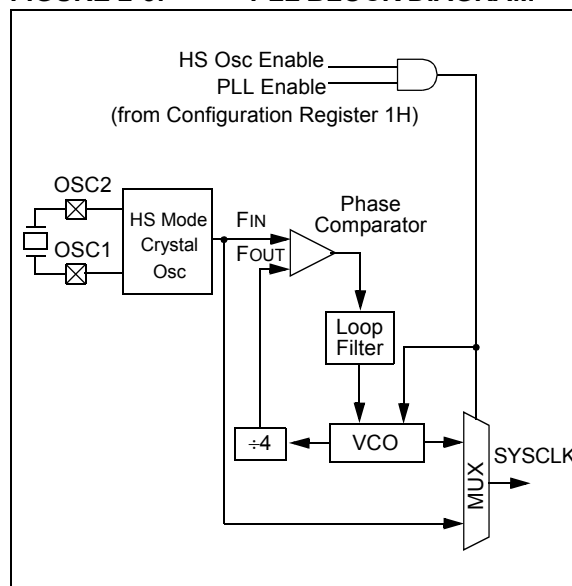 HS Osc Enable
PLL Enable
(from Configuration Register 1H)
OSC2
OSC1
HS Mode
Crystal
Osc
FIN
FOUT
Phase
Comparator
Loop
Filter
÷4
VCO
MUX
SYSCLK